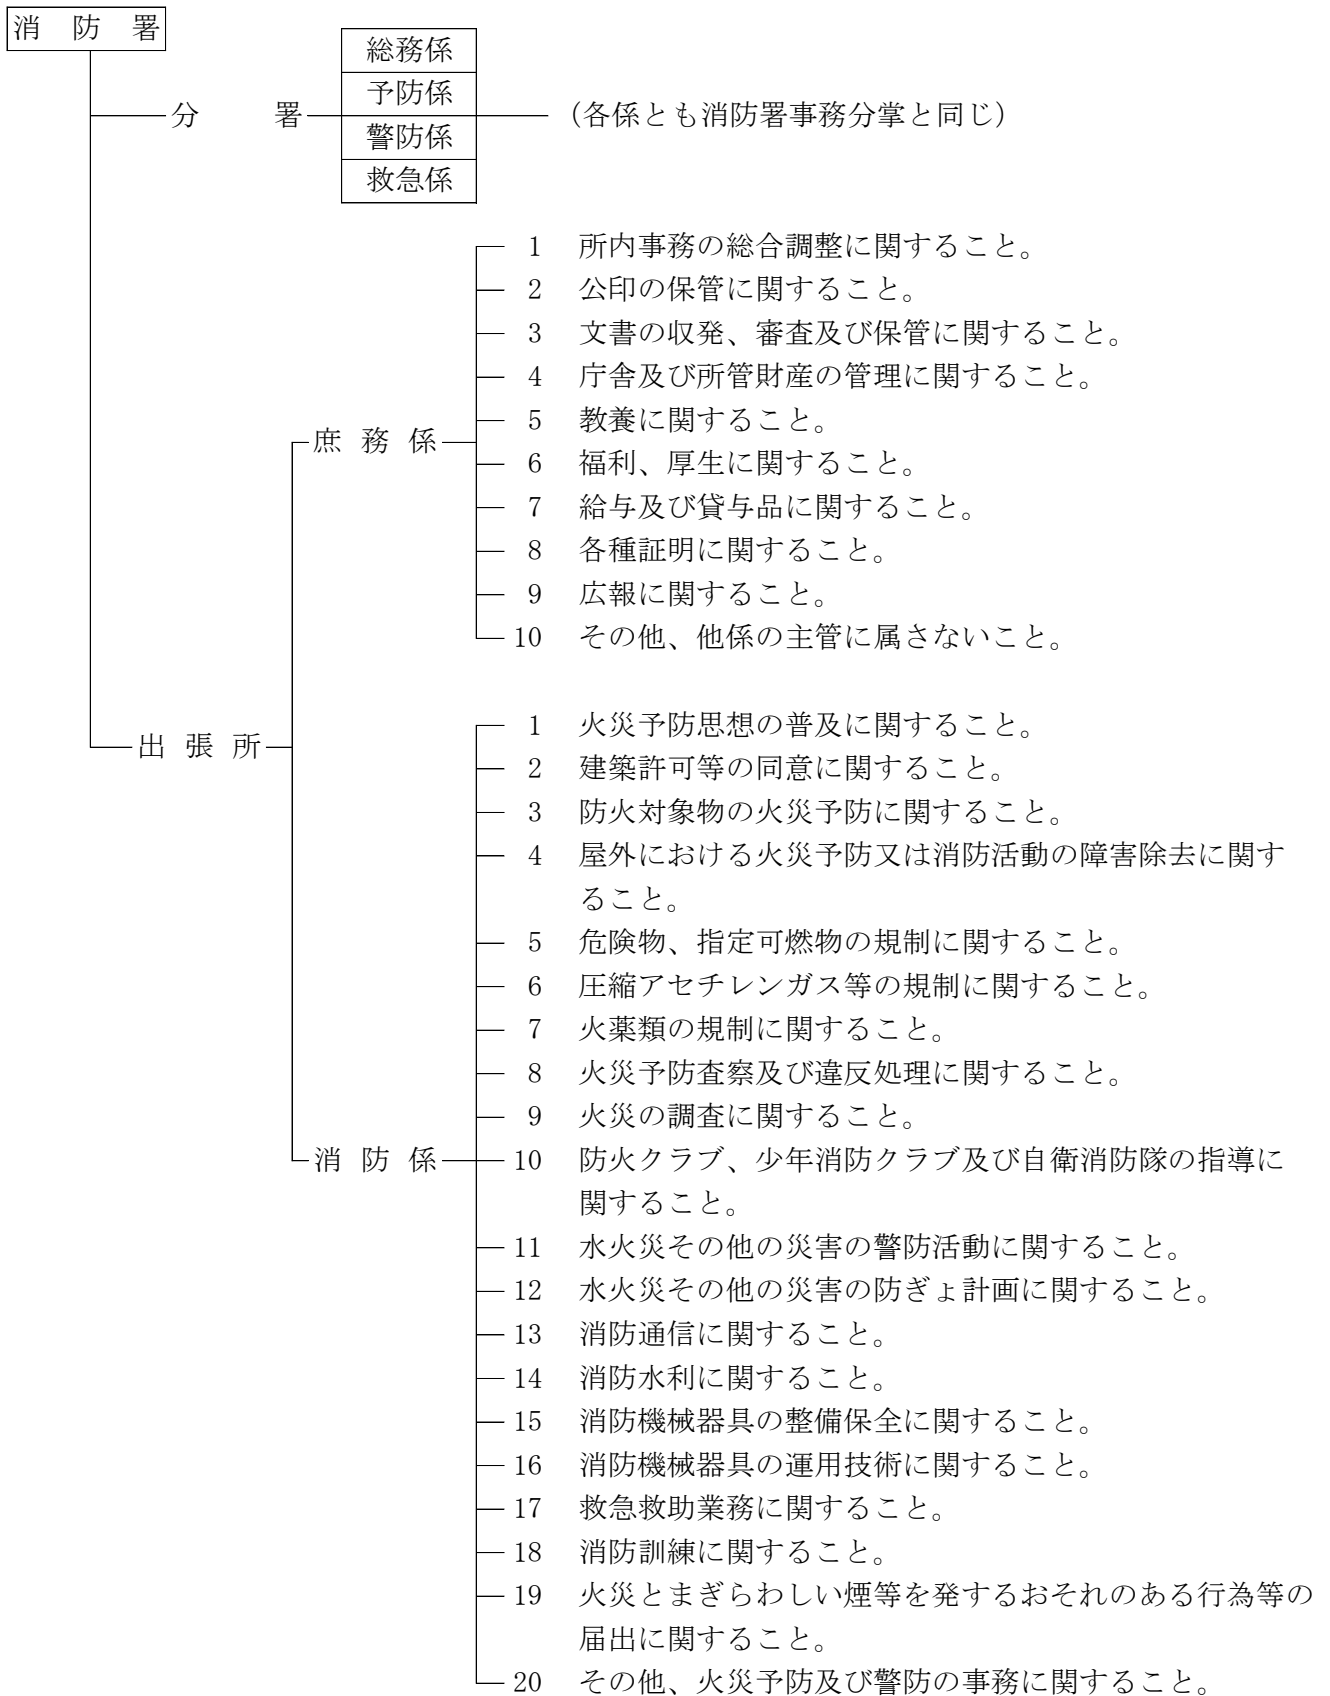 消防署
総務係
予防係
分署
(各係とも消防署事務分掌と同じ)
警防係
救急係
1 所内事務の総合調整に関すること。
2 公印の保管に関すること。
3 文書の収発、審査及び保管に関すること。
4 庁舎及び所管財産の管理に関すること。
5 教養に関すること。
庶務係
6 福利、厚生に関すること。
7 給与及び貸与品に関すること。
8 各種証明に関すること。
9 広報に関すること。
10 その他、他係の主管に属さないこと。
1 火災予防思想の普及に関すること。
出張所
2 建築許可等の同意に関すること。
3 防火対象物の火災予防に関すること。
4 屋外における火災予防又は消防活動の障害除去に関す
ること。
5 危険物、指定可燃物の規制に関すること。
6 圧縮アセチレンガス等の規制に関すること。
7 火薬類の規制に関すること。
8 火災予防査察及び違反処理に関すること。
9 火災の調査に関すること。
消防係
10 防火クラブ、少年消防クラブ及び自衛消防隊の指導に
関すること。
11 水火災その他の災害の警防活動に関すること。
12 水火災その他の災害の防ぎょ計画に関すること。
13 消防通信に関すること。
14 消防水利に関すること。
15 消防機械器具の整備保全に関すること。
16 消防機械器具の運用技術に関すること。
17 救急救助業務に関すること。
18 消防訓練に関すること。
19 火災とまぎらわしい煙等を発するおそれのある行為等の
届出に関すること。
20 その他、火災予防及び警防の事務に関すること。